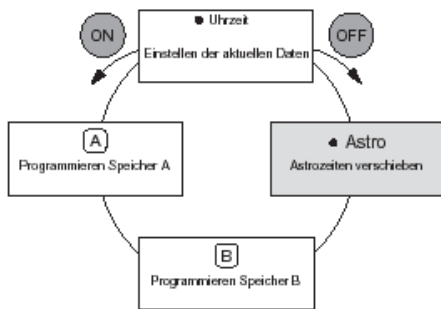 ON
● Uhrzeit
OFF
Einstellen der aktuellen Daten
A
Programmieren Speicher A
● Astro
Astrozeiten verschieben
B
Programmieren Speicher B